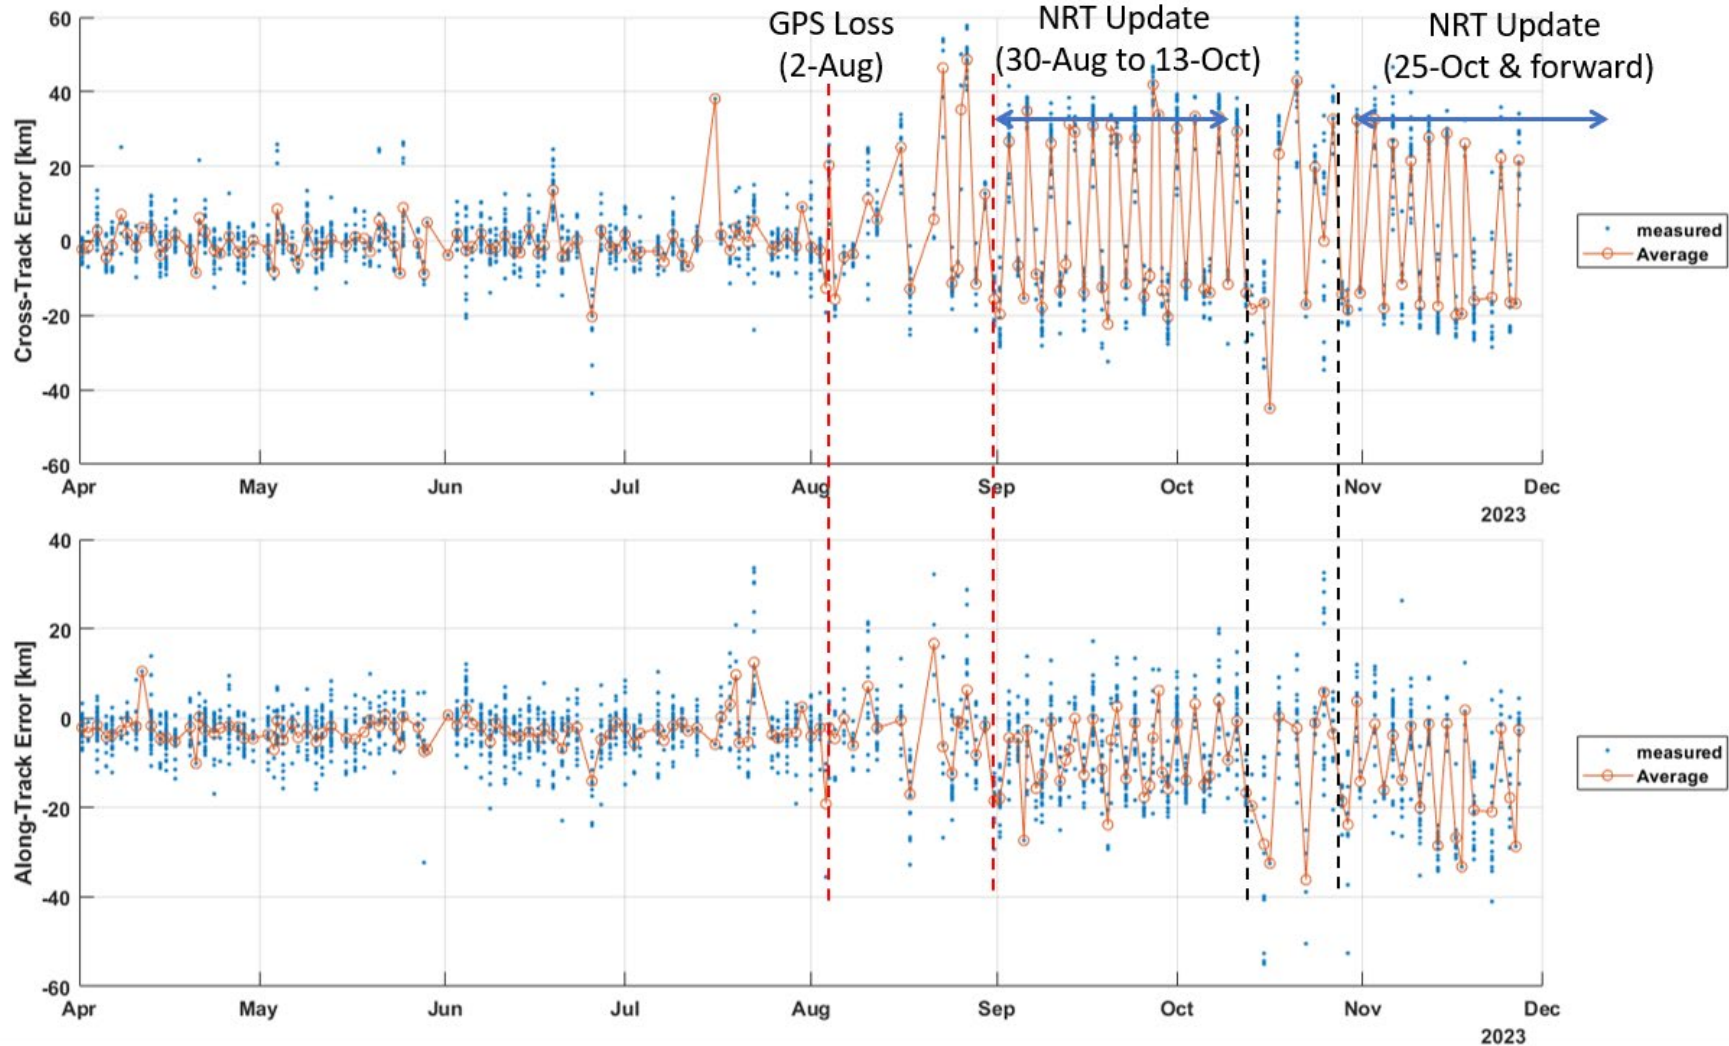 GPS Loss
(2-Aug)
NRT Update
(30-Aug to 13-Oct)
NRT Update
(25-Oct & forward)
Cross-Track Error [km]
60
40
20
0
-20
-40
-60
Apr May Jun Jul Aug Sep Oct Nov Dec
2023
measured
Average
Along-Track Error [km]
40
20
0
-20
-40
-60
Apr May Jun Jul Aug Sep Oct Nov Dec
2023
measured
Average